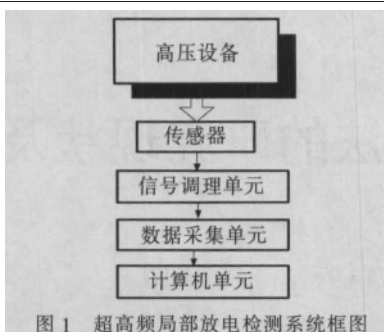 高压设备
传感器
信号调理单元
数据采集单元
计算机单元
图1 超高频局部放电检测系统框图